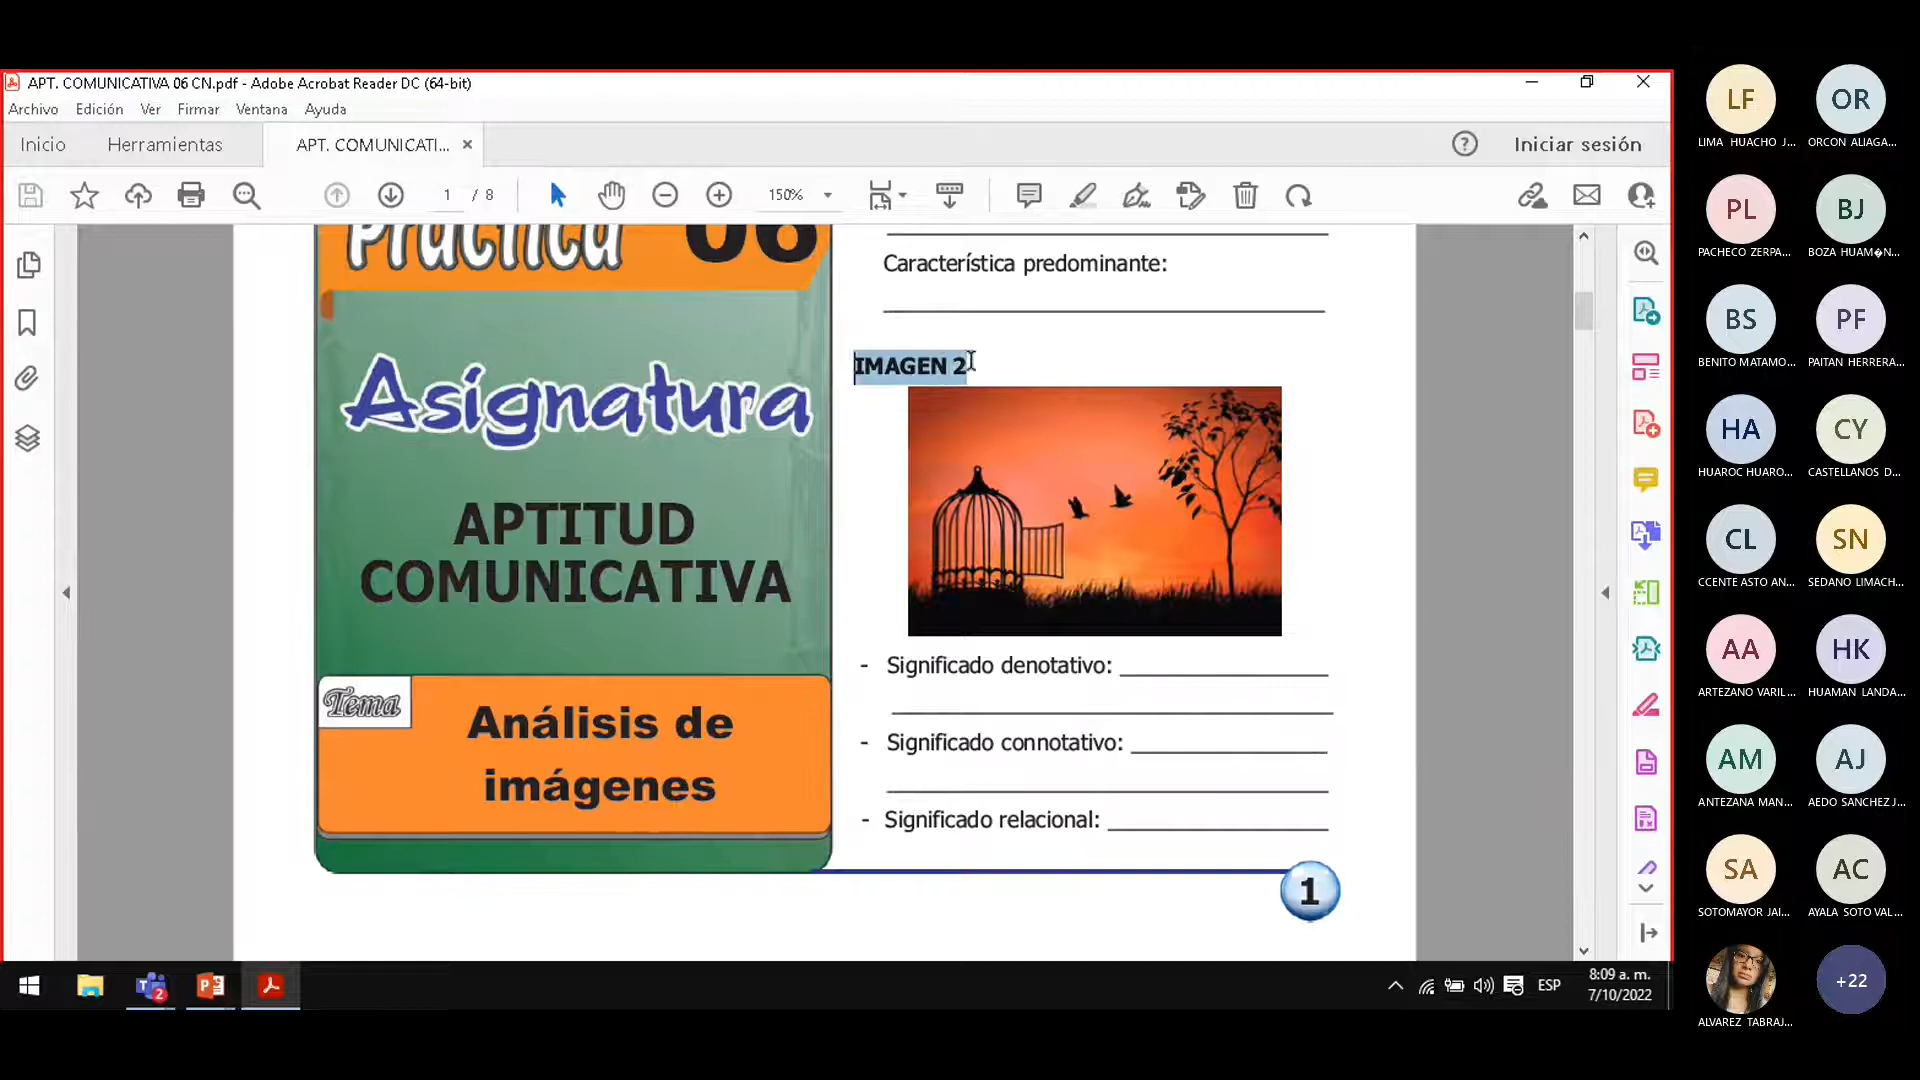 APT. COMUNICATIVA 06 CN.pdf - Adobe Acrobat Reader DC (64-bit)
Archivo Edición Ver Firmar Ventana Ayuda
Inicio Herramientas APT. COMUNICATI... Iniciar sesión
1 / 8 150%
Práctica 06
Asignatura
APTITUD
COMUNICATIVA
Tema
Análisis de
imágenes
Característica predominante:
IMAGEN 2
- Significado denotativo:
- Significado connotativo:
- Significado relacional:
1
ESP
8:09 a. m.
7/10/2022
LF OR
LIMA HUACHO J... ORCON ALIAGA...
PL BJ
PACHECO ZERPA... BOZA HUAM�N...
BS PF
BENITO MATAMO... PAITAN HERRERA...
HA CY
HUAROC HUARO... CASTELLANOS D...
CL SN
CCENTE ASTO AN... SEDANO LIMACH...
AA HK
ARTEZANO VARIL... HUAMAN LANDA...
AM AJ
ANTEZANA MAN... AEDO SANCHEZ J...
SA AC
SOTOMAYOR JAI... AYALA SOTO VAL...
+22
ALVAREZ TABRAJ...